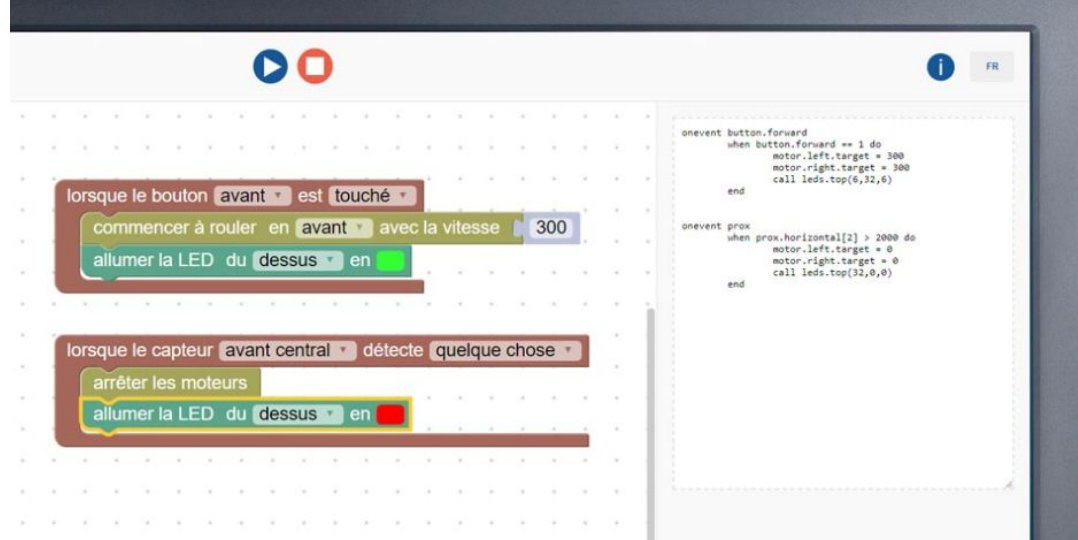 FR
lorsque le bouton avant est touché
commencer à rouler en avant avec la vitesse 300
allumer la LED du dessus en
lorsque le capteur avant central détecte quelque chose
arrêter les moteurs
allumer la LED du dessus en
onevent button.forward
when button.forward == 1 do
motor.left.target = 300
motor.right.target = 300
call leds.top(6,32,6)
end
onevent prox
when prox.horizontal[2] > 2000 do
motor.left.target = 0
motor.right.target = 0
call leds.top(32,0,0)
end